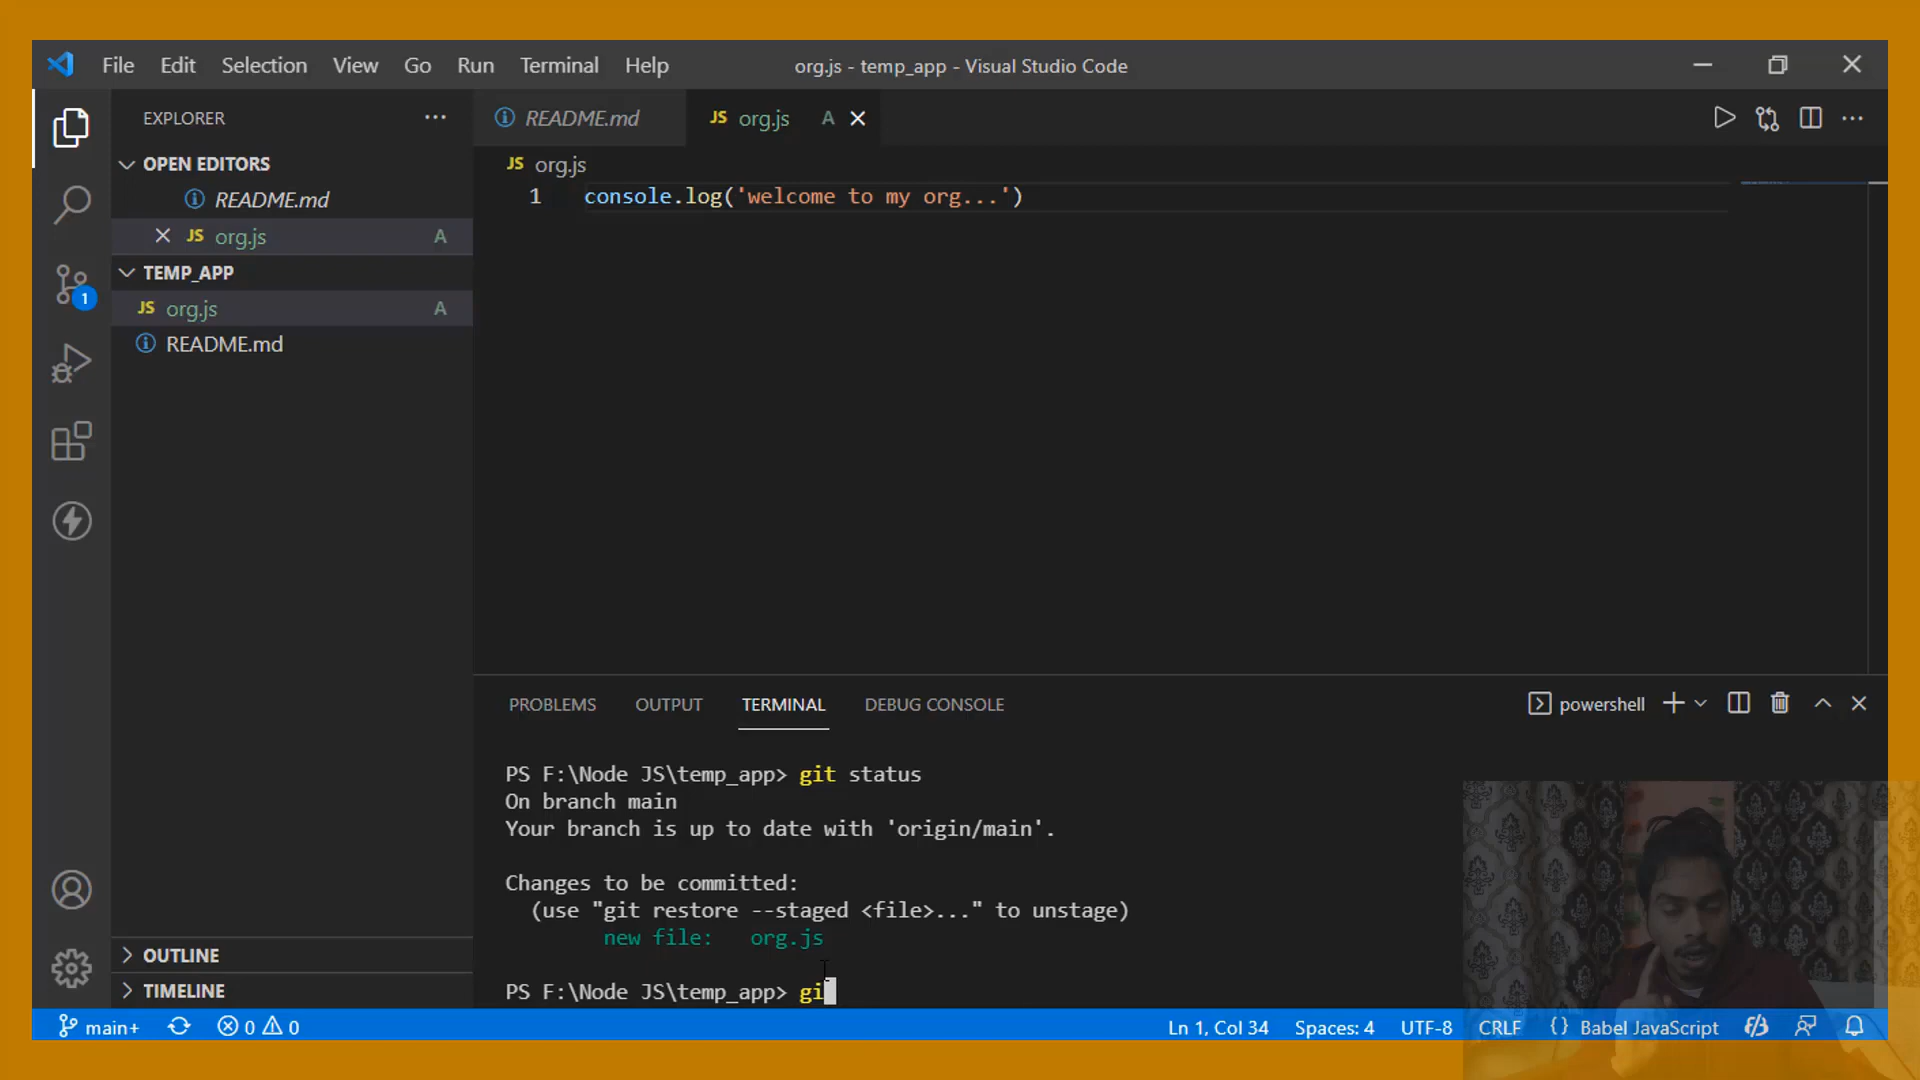 File Edit Selection View Go Run Terminal Help
org.js - temp_app - Visual Studio Code
EXPLORER
OPEN EDITORS
README.md
org.js A
TEMP_APP
org.js A
README.md
OUTLINE
TIMELINE
1
README.md
JS org.js A
JS org.js
1 console.log('welcome to my org...')
PROBLEMS OUTPUT TERMINAL DEBUG CONSOLE
powershell
PS F:\Node JS\temp_app> git status
On branch main
Your branch is up to date with 'origin/main'.
Changes to be committed:
(use "git restore --staged <file>..." to unstage)
new file: org.js
PS F:\Node JS\temp_app> gi
main+ 0 0
Ln 1, Col 34 Spaces: 4 UTF-8 CRLF {} Babel JavaScript